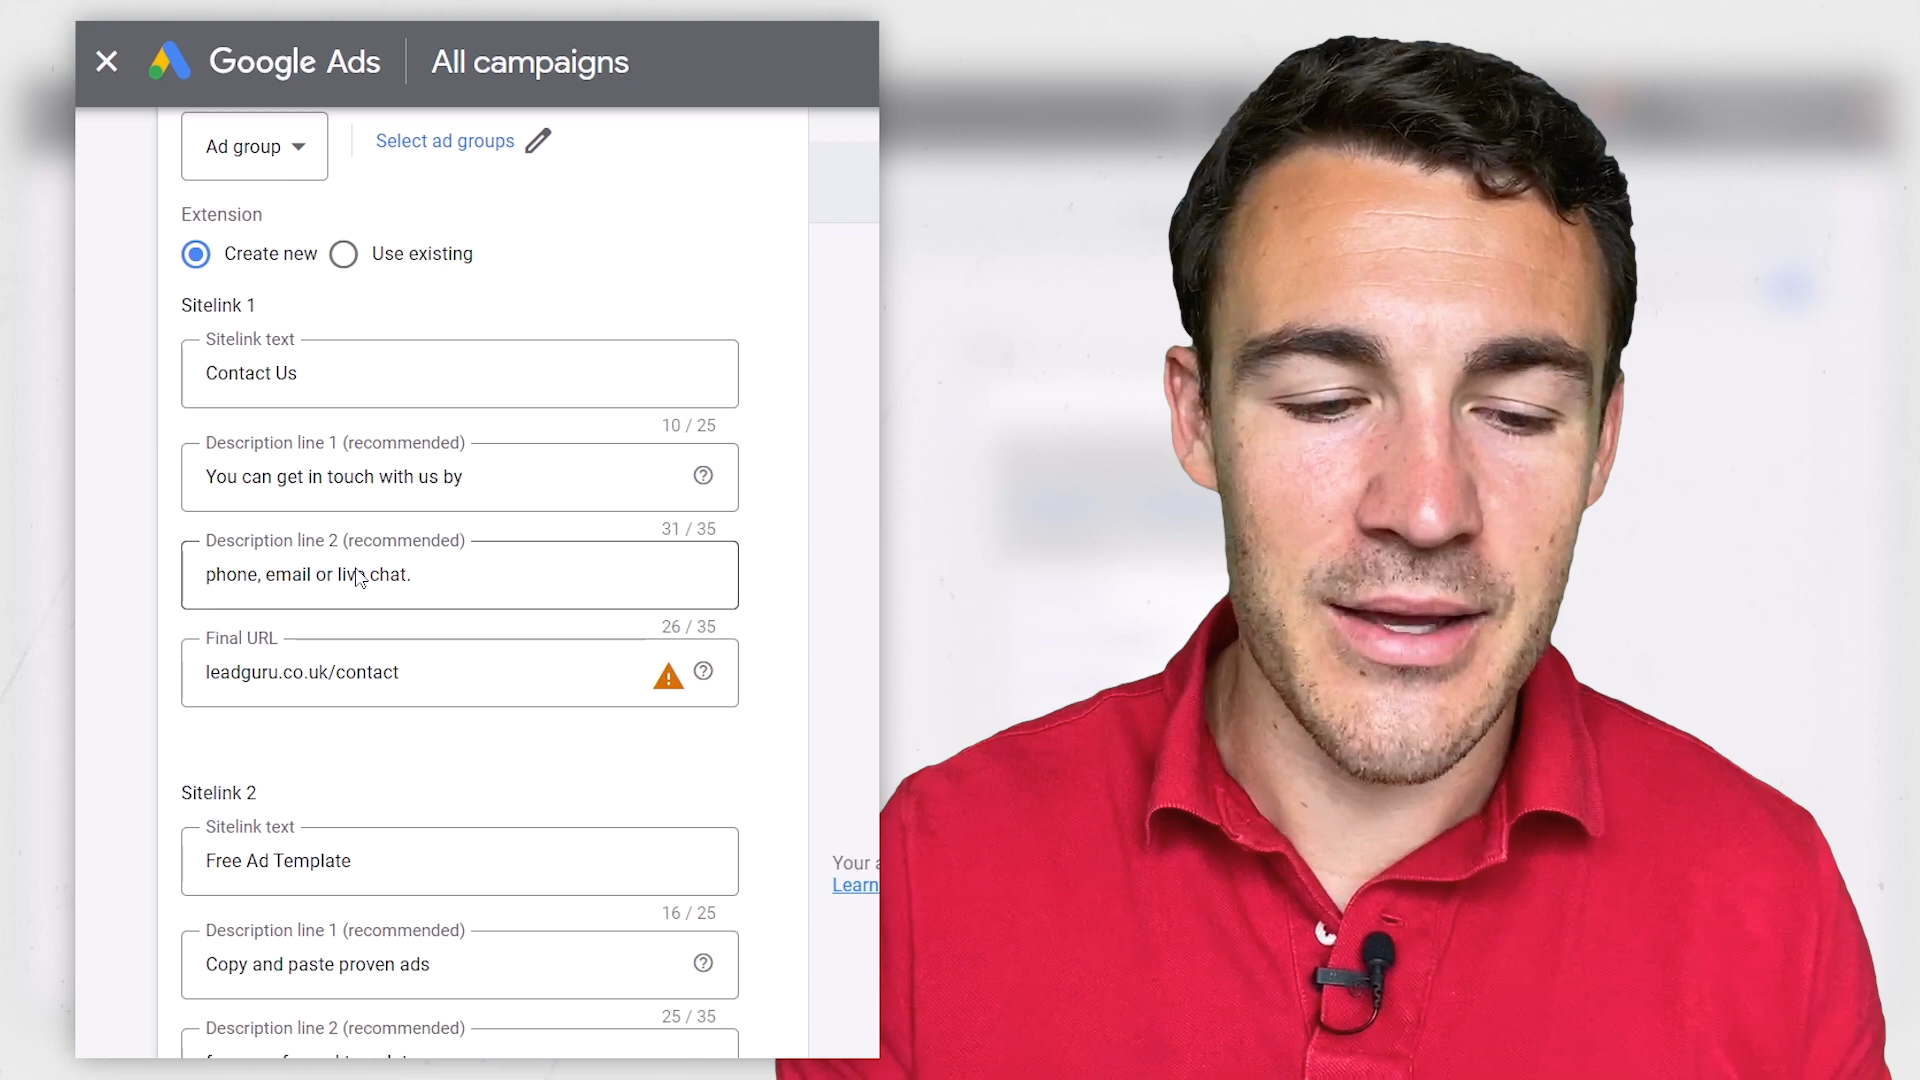 Google Ads
All campaigns
Ad group
Select ad groups
Extension
Create new
Use existing
Sitelink 1
Sitelink text
Contact Us
10 / 25
Description line 1 (recommended)
You can get in touch with us by
31 / 35
Description line 2 (recommended)
phone, email or live chat.
26 / 35
Final URL
leadguru.co.uk/contact
Sitelink 2
Sitelink text
Free Ad Template
16 / 25
Description line 1 (recommended)
Copy and paste proven ads
25 / 35
Description line 2 (recommended)
Your
Learn